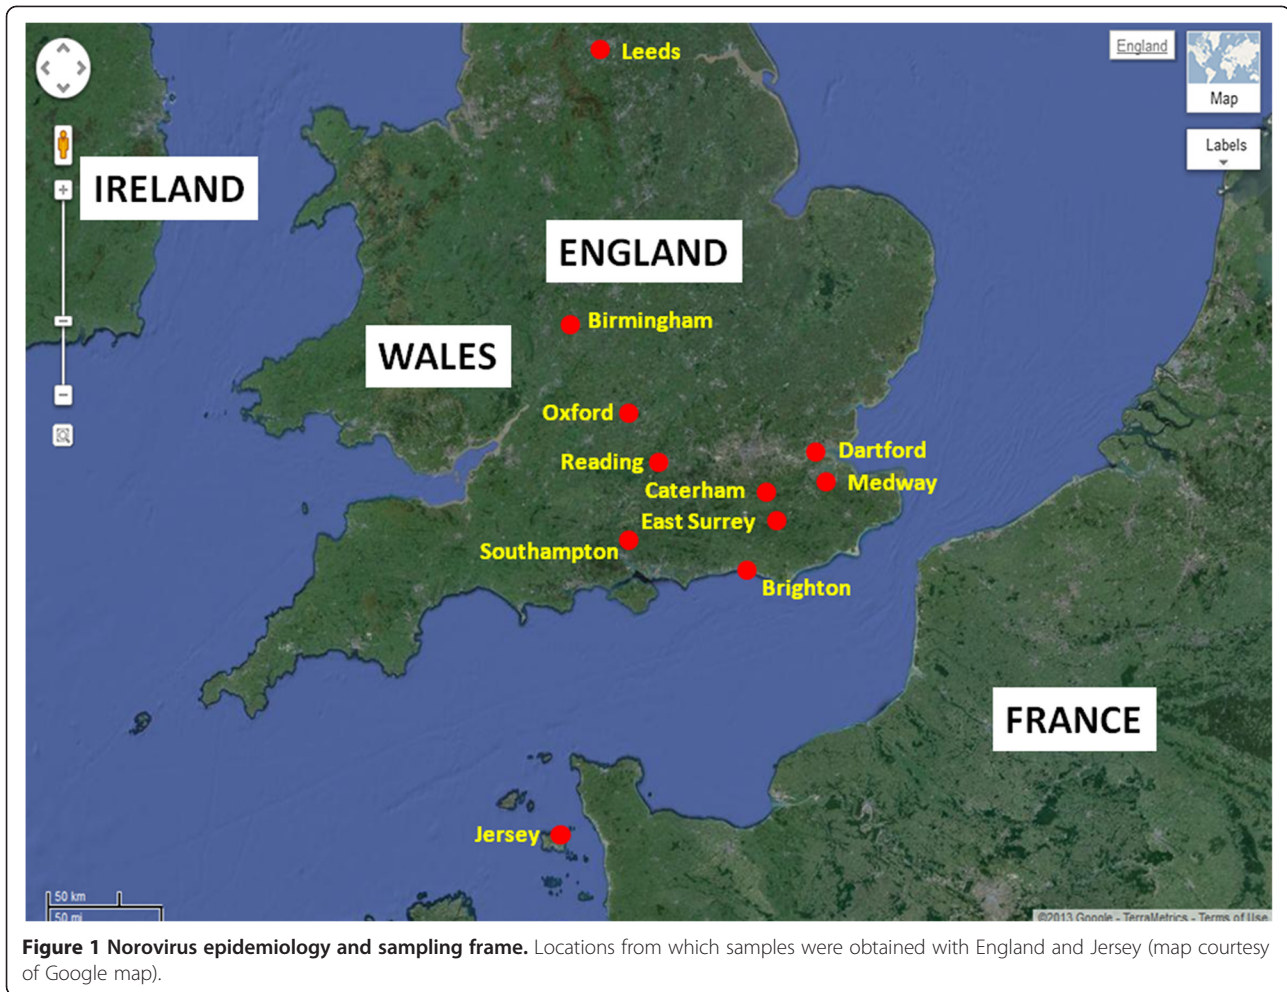 Leeds
England
Map
Labels
IRELAND
ENGLAND
Birmingham
WALES
Oxford
Dartford
Reading
Medway
Caterham
East Surrey
Southampton
Brighton
FRANCE
Jersey
50 km
50 mi
©2013 Google - TerraMetrics - Terms of Use
Figure 1 Norovirus epidemiology and sampling frame. Locations from which samples were obtained with England and Jersey (map courtesy
of Google map).